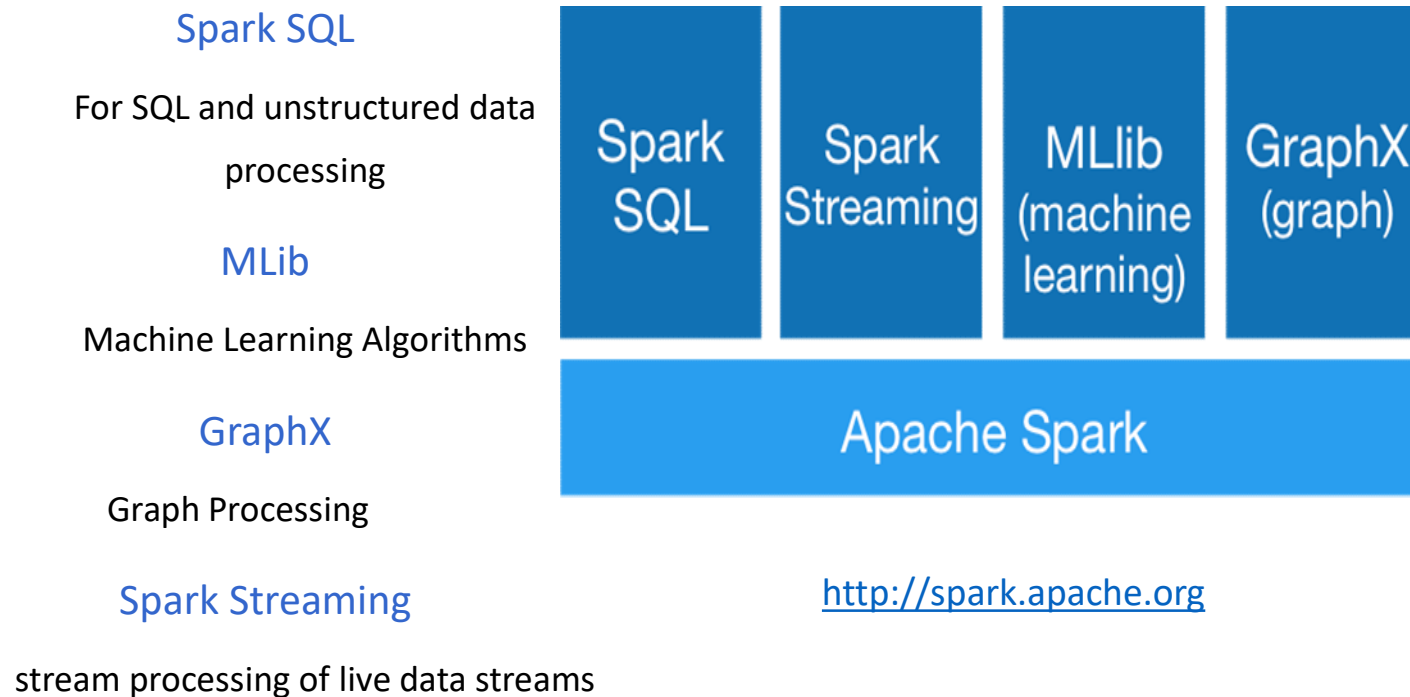 Spark SQL
For SQL and unstructured data
processing
MLib
Machine Learning Algorithms
GraphX
Graph Processing
Spark Streaming
stream processing of live data streams
Spark
SQL
Spark
Streaming
MLlib
(machine
learning)
GraphX
(graph)
Apache Spark
http://spark.apache.org